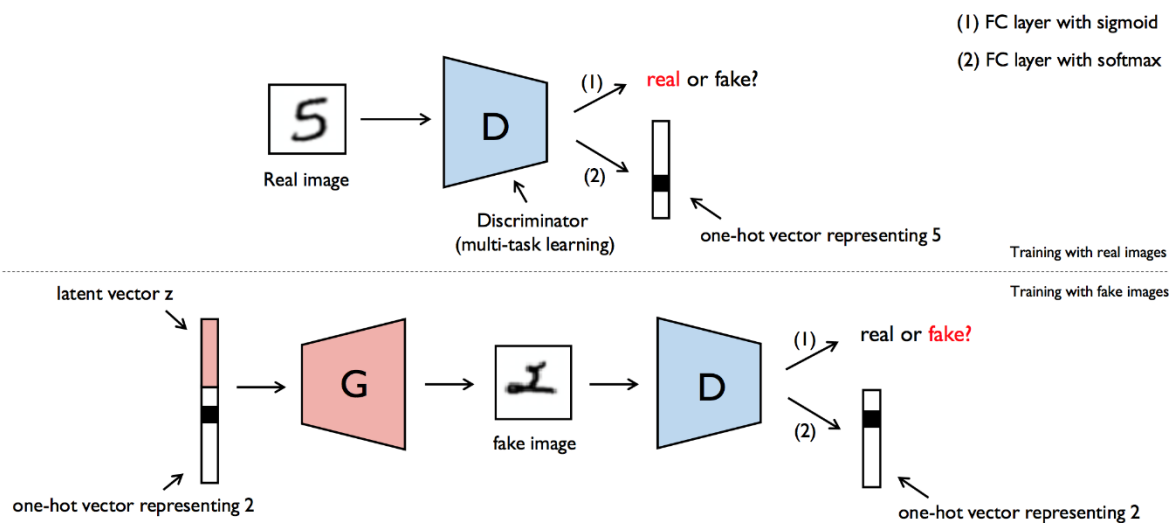 (1) FC layer with sigmoid
(2) FC layer with softmax
(1)
real or fake?
5
D
Real image
(2)
Discriminator
(multi-task learning)
one-hot vector representing 5
Training with real images
Training with fake images
latent vector z
(1)
real or fake?
G
D
fake image
(2)
one-hot vector representing 2
one-hot vector representing 2